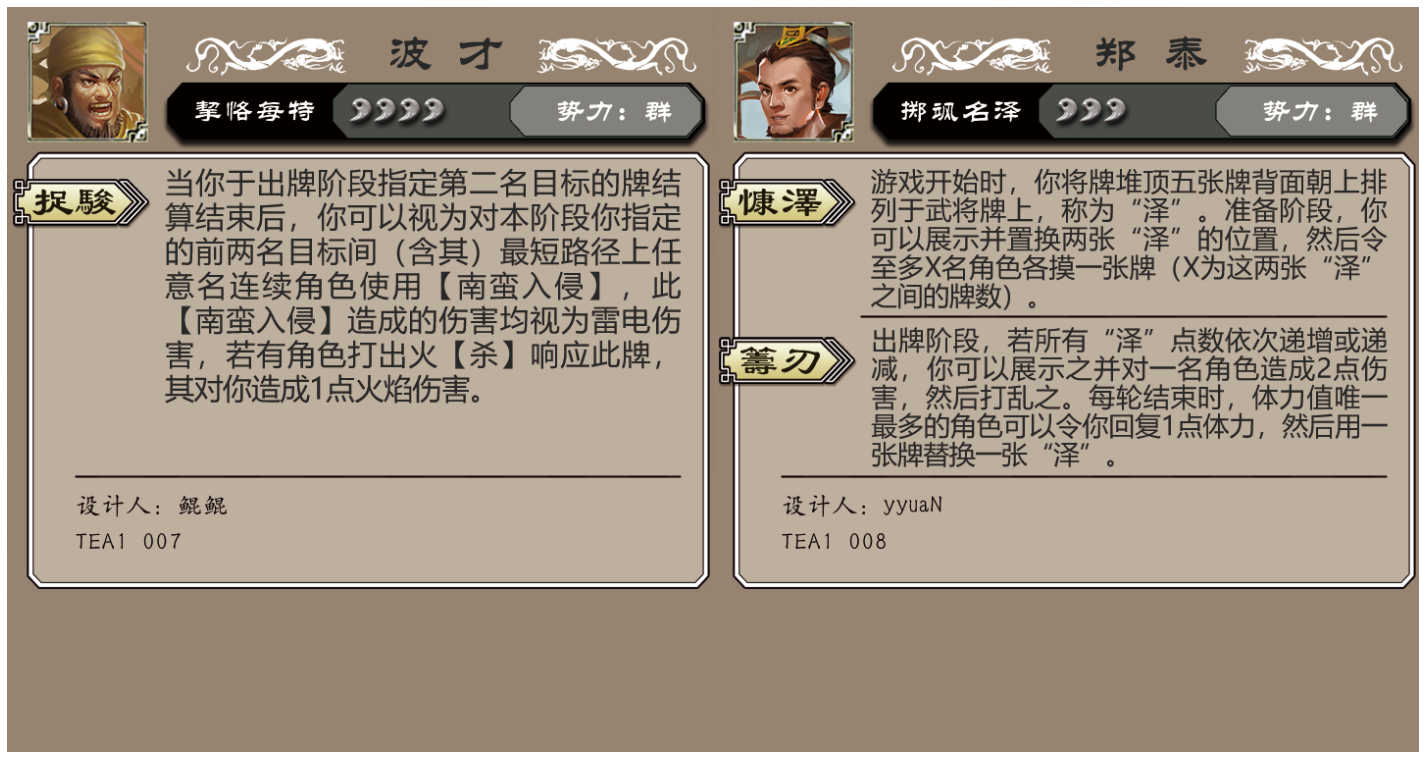 波才
挈恪每特
势力：群
捉駿
当你于出牌阶段指定第二名目标的牌结
算结束后，你可以视为对本阶段你指定
的前两名目标间（含其）最短路径上任
意名连续角色使用【南蛮入侵】，此
【南蛮入侵】造成的伤害均视为雷电伤
害，若有角色打出火【杀】响应此牌，
其对你造成1点火焰伤害。
设计人：鲲鲲
TEA1 007
郑泰
掷飒名泽
势力：群
慷澤
游戏开始时，你将牌堆顶五张牌背面朝上排
列于武将牌上，称为“泽”。准备阶段，你
可以展示并置换两张“泽”的位置，然后令
至多X名角色各摸一张牌（X为这两张“泽”
之间的牌数）。
籌刃
出牌阶段，若所有“泽”点数依次递增或递
减，你可以展示之并对一名角色造成2点伤
害，然后打乱之。每轮结束时，体力值唯一
最多的角色可以令你回复1点体力，然后用一
张牌替换一张“泽”。
设计人：yyuaN
TEA1 008